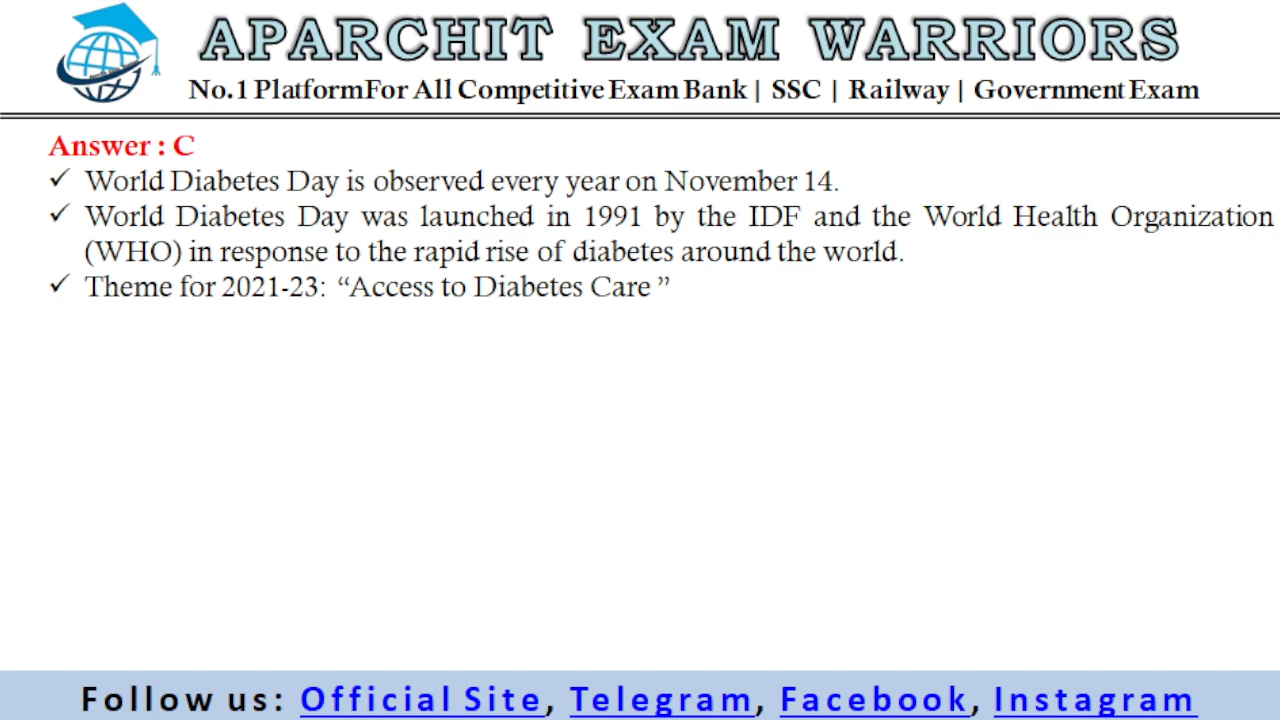 APARCHIT EXAM WARRIORS
No.1 PlatformFor All Competitive Exam Bank | SSC | Railway | Government Exam
Answer : C
✓ World Diabetes Day is observed every year on November 14.
✓ World Diabetes Day was launched in 1991 by the IDF and the World Health Organization
(WHO) in response to the rapid rise of diabetes around the world.
✓ Theme for 2021-23: “Access to Diabetes Care ”
Follow us: Official Site, Telegram, Facebook, Instagram